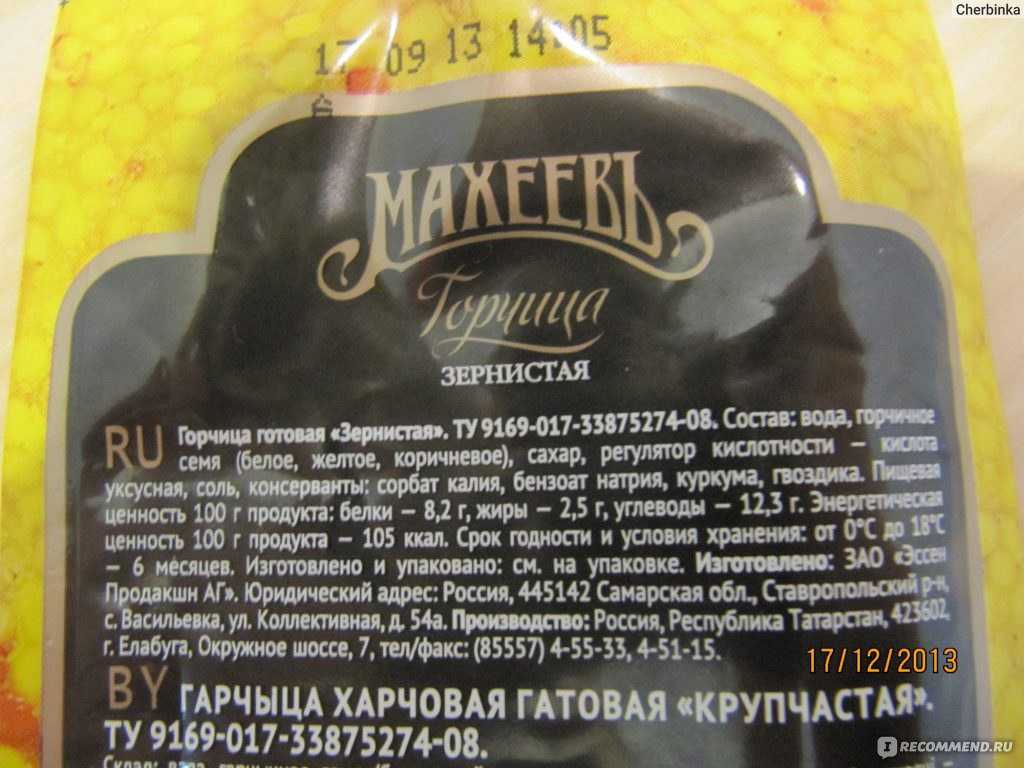 Cherbinka
17 09 13 14:05
МАХЕЕВЪ
Горчица
ЗЕРНИСТАЯ
RU Горчица готовая «Зернистая». ТУ 9169-017-33875274-08. Состав: вода, горчичное
семя (белое, желтое, коричневое), сахар, регулятор кислотности — кислота
уксусная, соль, консерванты: сорбат калия, бензоат натрия, куркума, гвоздика. Пищевая
ценность 100 г продукта: белки — 8,2 г, жиры — 2,5 г, углеводы — 12,3 г. Энергетическая
ценность 100 г продукта — 105 ккал. Срок годности и условия хранения: от 0°С до 18°С
— 6 месяцев. Изготовлено и упаковано: см. на упаковке. Изготовлено: ЗАО «Эссен
Продакшн АГ». Юридический адрес: Россия, 445142 Самарская обл., Ставропольский р-н,
с. Васильевка, ул. Коллективная, д. 54а. Производство: Россия, Республика Татарстан, 423602,
г. Елабуга, Окружное шоссе, 7, тел/факс: (85557) 4-55-33, 4-51-15.
17/12/2013
BY ГАРЧЫЦА ХАРЧОВАЯ ГАТОВАЯ «КРУПЧАСТАЯ».
ТУ 9169-017-33875274-08.
Склад: вада,
I RECOMMEND.RU